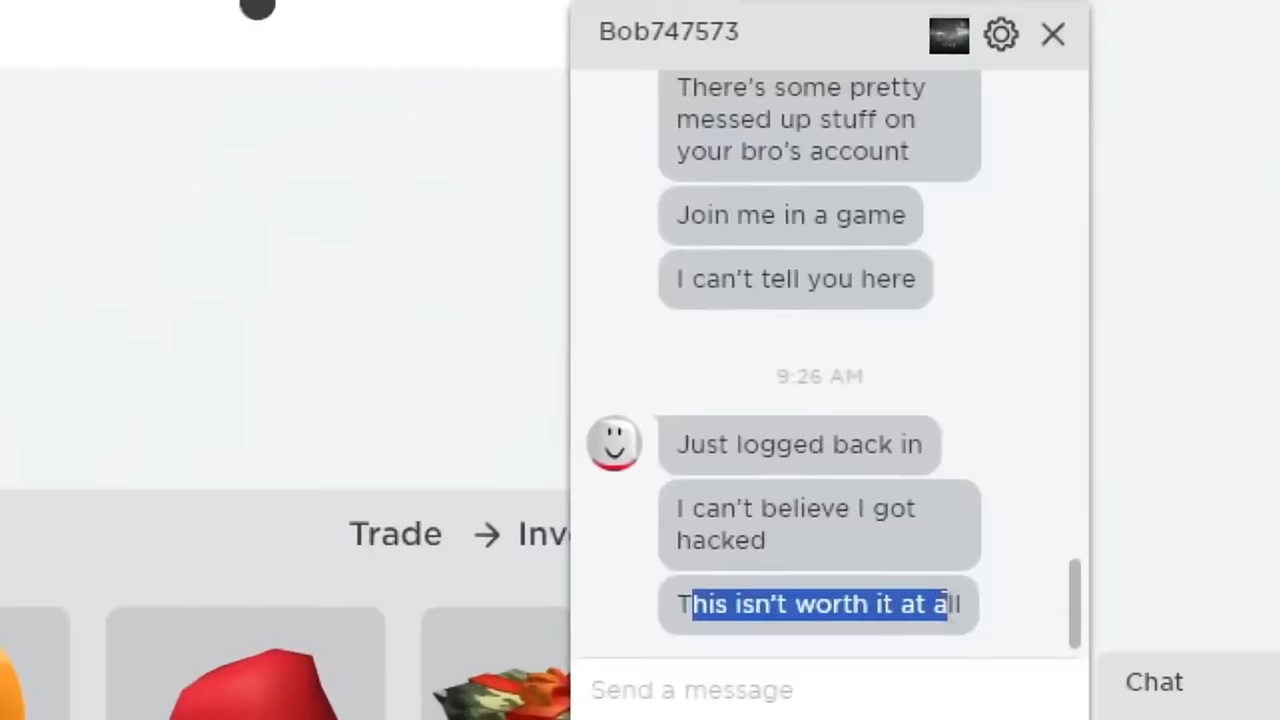 Bob747573
There's some pretty
messed up stuff on
your bro's account
Join me in a game
I can't tell you here
9:26 AM
Just logged back in
I can't believe I got
hacked
This isn't worth it at all
Send a message
Trade → Inv
Chat